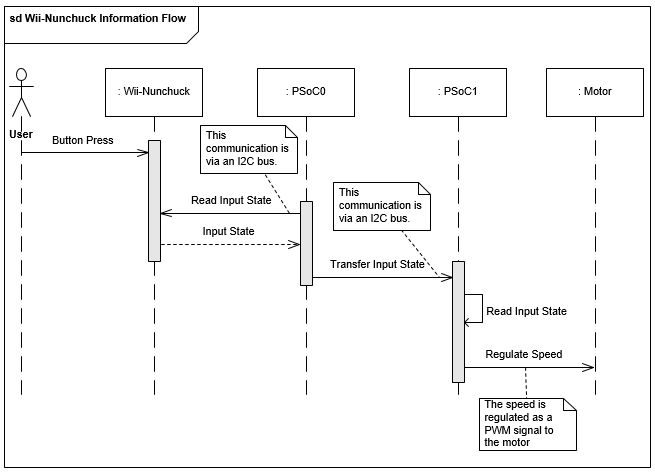 sd Wii-Nunchuck Information Flow
: Wii-Nunchuck
: PSoC0
: PSoC1
: Motor
User
Button Press
This
communication is
via an I2C bus.
Read Input State
Input State
This
communication is
via an I2C bus.
Transfer Input State
Read Input State
Regulate Speed
The speed is
regulated as a
PWM signal to
the motor